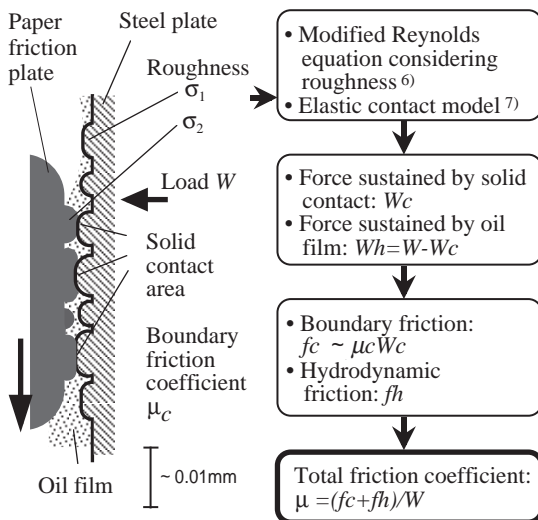 Paper
friction
plate
Steel plate
Roughness
σ1
σ2
Load W
Solid
contact
area
Boundary
friction
coefficient
μc
Oil film
~ 0.01mm
• Modified Reynolds
equation considering
roughness 6)
• Elastic contact model 7)
• Force sustained by solid
contact: Wc
• Force sustained by oil
film: Wh=W-Wc
• Boundary friction:
fc ~ μcWc
• Hydrodynamic
friction: fh
Total friction coefficient:
μ =(fc+fh)/W